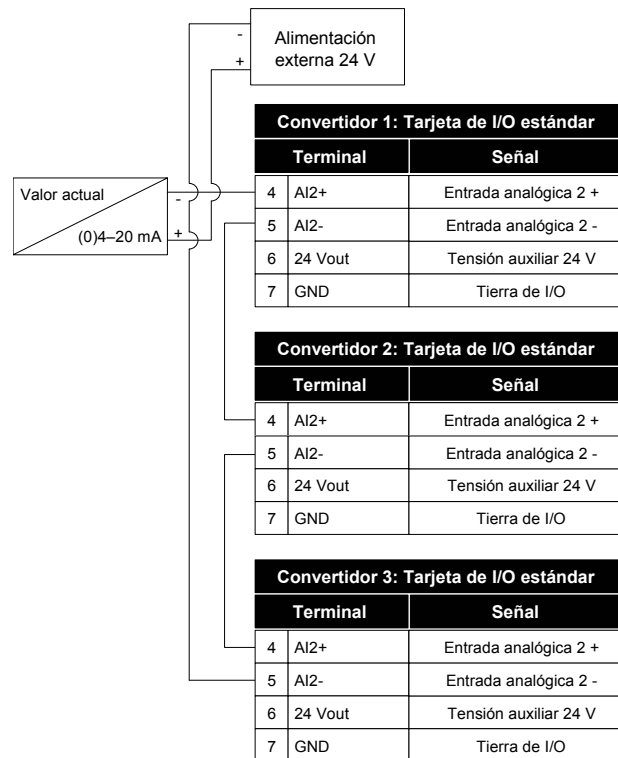 -
+
Alimentación
externa 24 V
Valor actual
-
(0)4–20 mA
+
Convertidor 1: Tarjeta de I/O estándar
Terminal Señal
4 AI2+ Entrada analógica 2 +
5 AI2- Entrada analógica 2 -
6 24 Vout Tensión auxiliar 24 V
7 GND Tierra de I/O
Convertidor 2: Tarjeta de I/O estándar
Terminal Señal
4 AI2+ Entrada analógica 2 +
5 AI2- Entrada analógica 2 -
6 24 Vout Tensión auxiliar 24 V
7 GND Tierra de I/O
Convertidor 3: Tarjeta de I/O estándar
Terminal Señal
4 AI2+ Entrada analógica 2 +
5 AI2- Entrada analógica 2 -
6 24 Vout Tensión auxiliar 24 V
7 GND Tierra de I/O